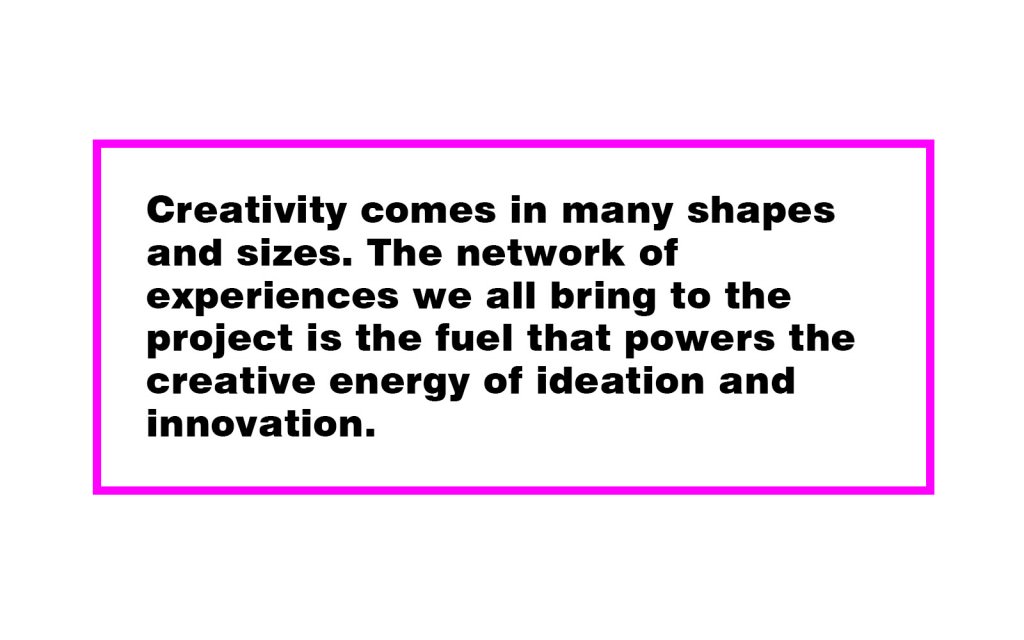 Creativity comes in many shapes
and sizes. The network of
experiences we all bring to the
project is the fuel that powers the
creative energy of ideation and
innovation.